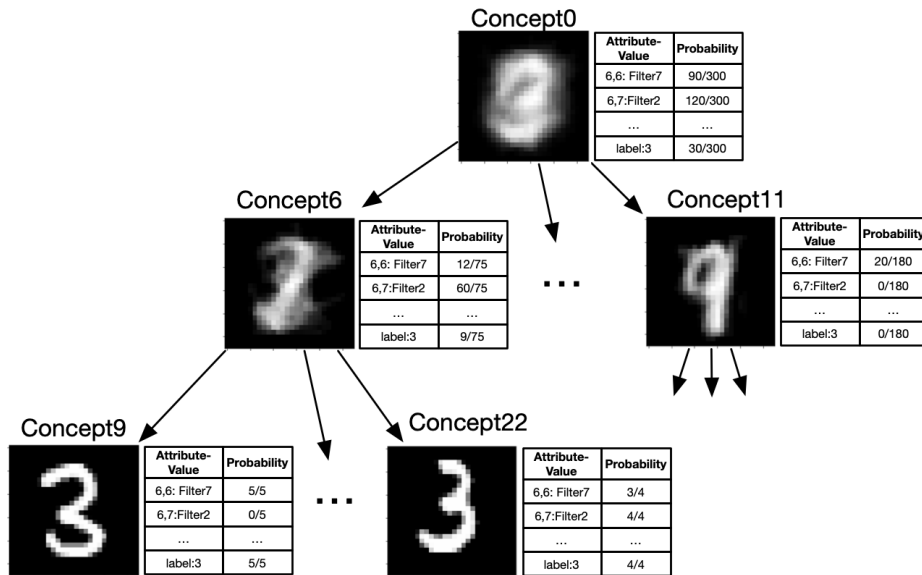 Concept0
Attribute-Value Probability
6,6: Filter7 90/300
6,7:Filter2 120/300
... ...
label:3 30/300
Concept6
Attribute-Value Probability
6,6: Filter7 12/75
6,7:Filter2 60/75
... ...
label:3 9/75
...
Concept11
Attribute-Value Probability
6,6: Filter7 20/180
6,7:Filter2 0/180
... ...
label:3 0/180
Concept9
3
Attribute-Value Probability
6,6: Filter7 5/5
6,7:Filter2 0/5
... ...
label:3 5/5
...
Concept22
3
Attribute-Value Probability
6,6: Filter7 3/4
6,7:Filter2 4/4
... ...
label:3 4/4